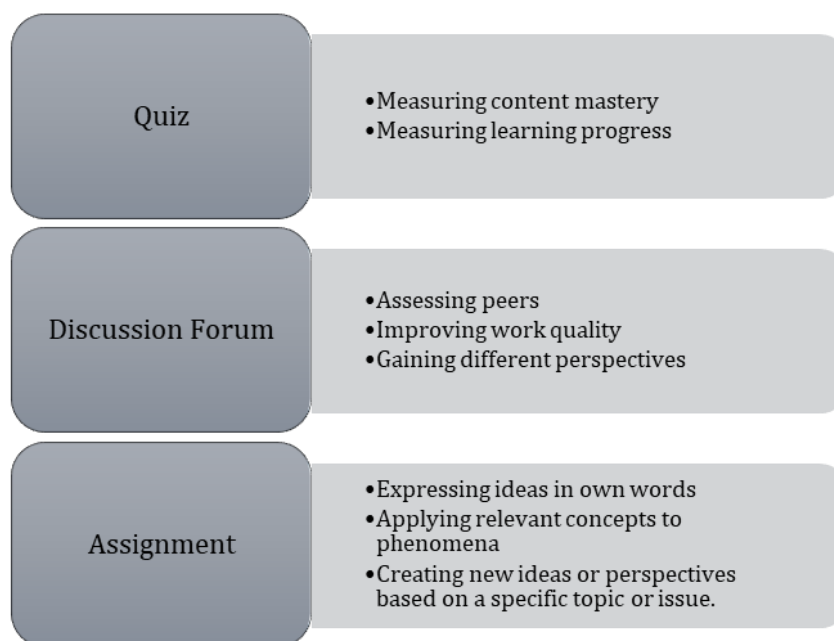 Quiz
•Measuring content mastery
•Measuring learning progress
Discussion Forum
•Assessing peers
•Improving work quality
•Gaining different perspectives
Assignment
•Expressing ideas in own words
•Applying relevant concepts to
phenomena
•Creating new ideas or perspectives
based on a specific topic or issue.